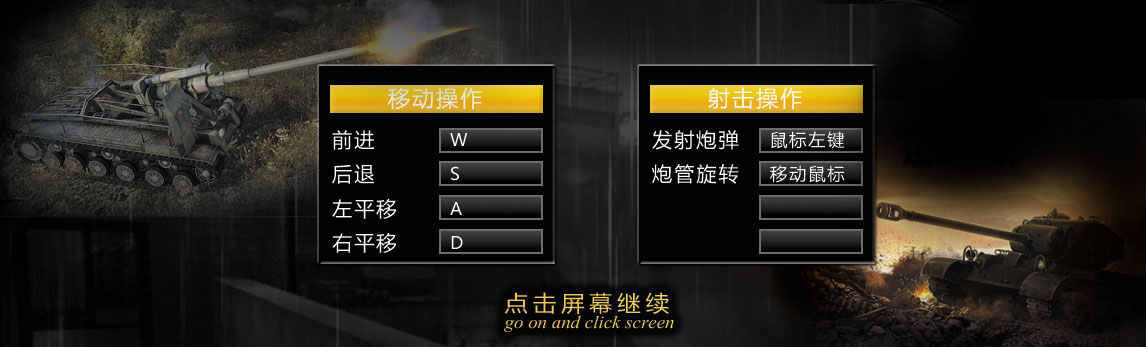 移动操作
前进 W
后退 S
左平移 A
右平移 D
射击操作
发射炮弹 鼠标左键
炮管旋转 移动鼠标
点击屏幕继续
go on and click screen